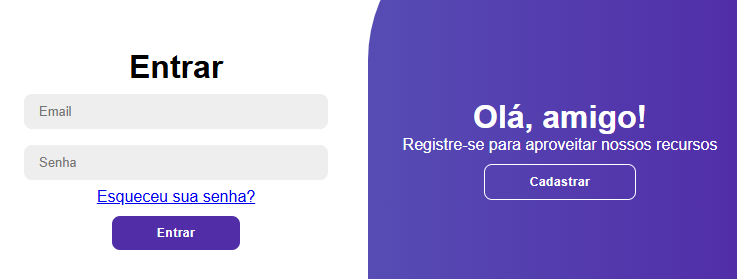 Entrar
Email
Senha
Esqueceu sua senha?
Entrar
Olá, amigo!
Registre-se para aproveitar nossos recursos
Cadastrar